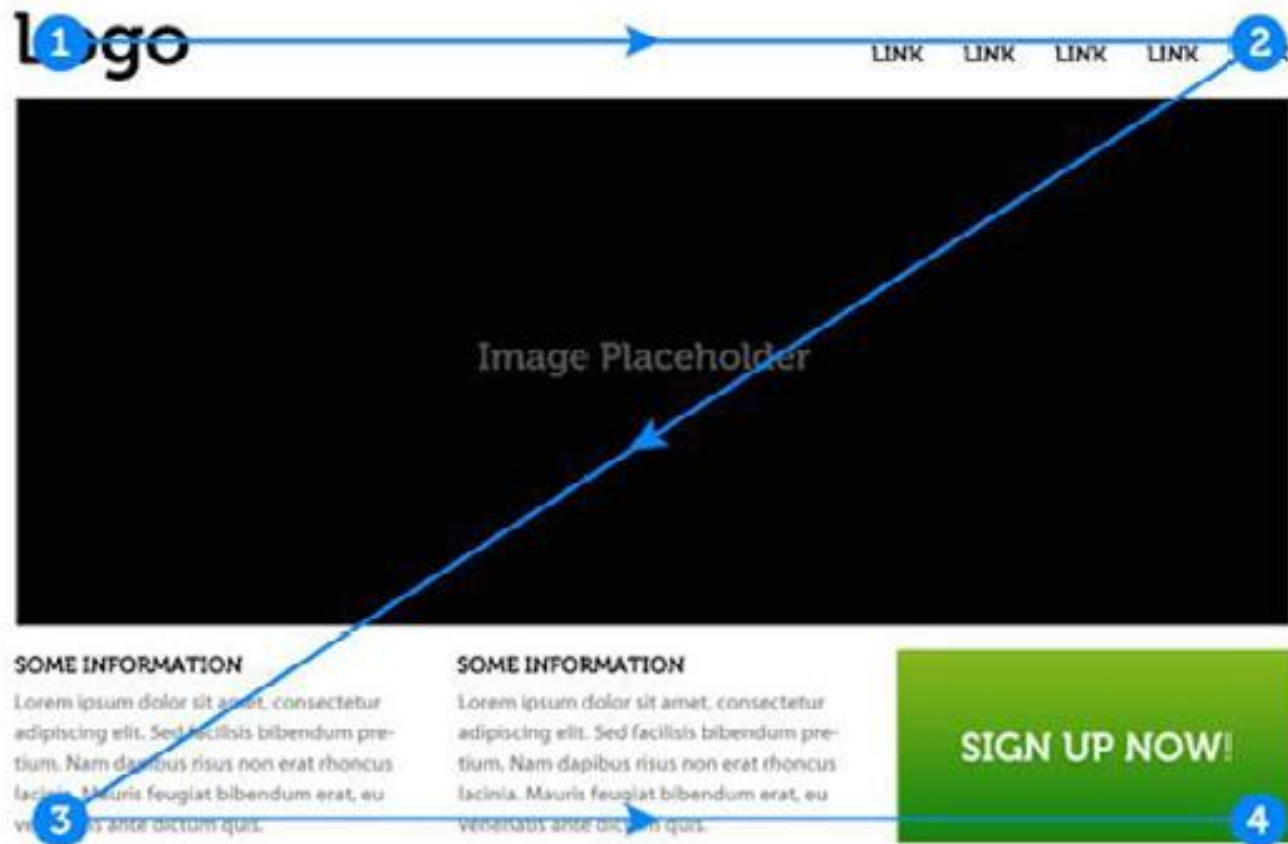 Logo
LINK LINK LINK LINK
1
2
Image Placeholder
SOME INFORMATION
Lorem ipsum dolor sit amet, consectetur
adipiscing elit. Sed facilisis bibendum pre-
tium. Nam dapibus risus non erat rhoncus
lacinia. Mauris feugiat bibendum erat, eu
venenatis ante dictum quis.
SOME INFORMATION
Lorem ipsum dolor sit amet, consectetur
adipiscing elit. Sed facilisis bibendum pre-
tium. Nam dapibus risus non erat rhoncus
lacinia. Mauris feugiat bibendum erat, eu
venenatis ante dictum quis.
SIGN UP NOW!
3
4